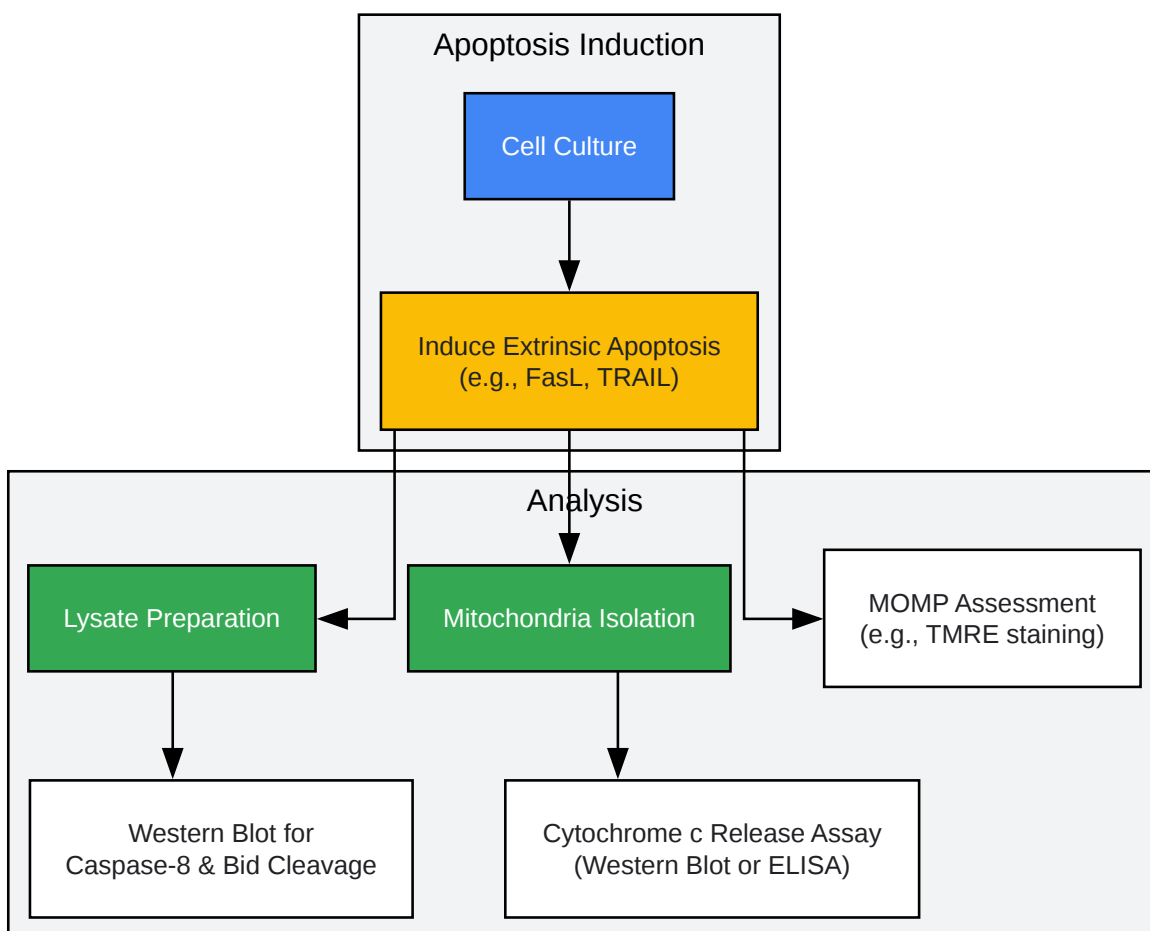 Apoptosis Induction
Cell Culture
Induce Extrinsic Apoptosis
(e.g., FasL, TRAIL)
Analysis
Lysate Preparation
Mitochondria Isolation
MOMP Assessment
(e.g., TMRE staining)
Western Blot for
Caspase-8 & Bid Cleavage
Cytochrome c Release Assay
(Western Blot or ELISA)